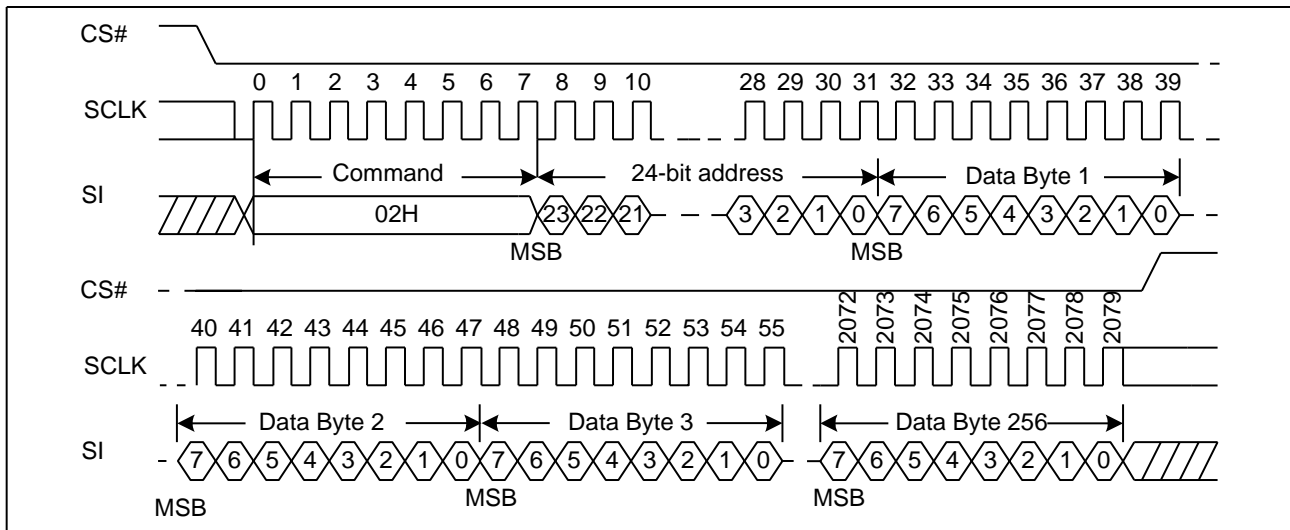 CS#
0 1 2 3 4 5 6 7 8 9 10 28 29 30 31 32 33 34 35 36 37 38 39
SCLK
Command 24-bit address Data Byte 1
SI
02H 23 22 21 3 2 1 0 7 6 5 4 3 2 1 0
MSB MSB
CS#
2072 2073 2074 2075 2076 2077 2078 2079
40 41 42 43 44 45 46 47 48 49 50 51 52 53 54 55
SCLK
Data Byte 2 Data Byte 3 Data Byte 256
SI
7 6 5 4 3 2 1 0 7 6 5 4 3 2 1 0 7 6 5 4 3 2 1 0
MSB MSB MSB